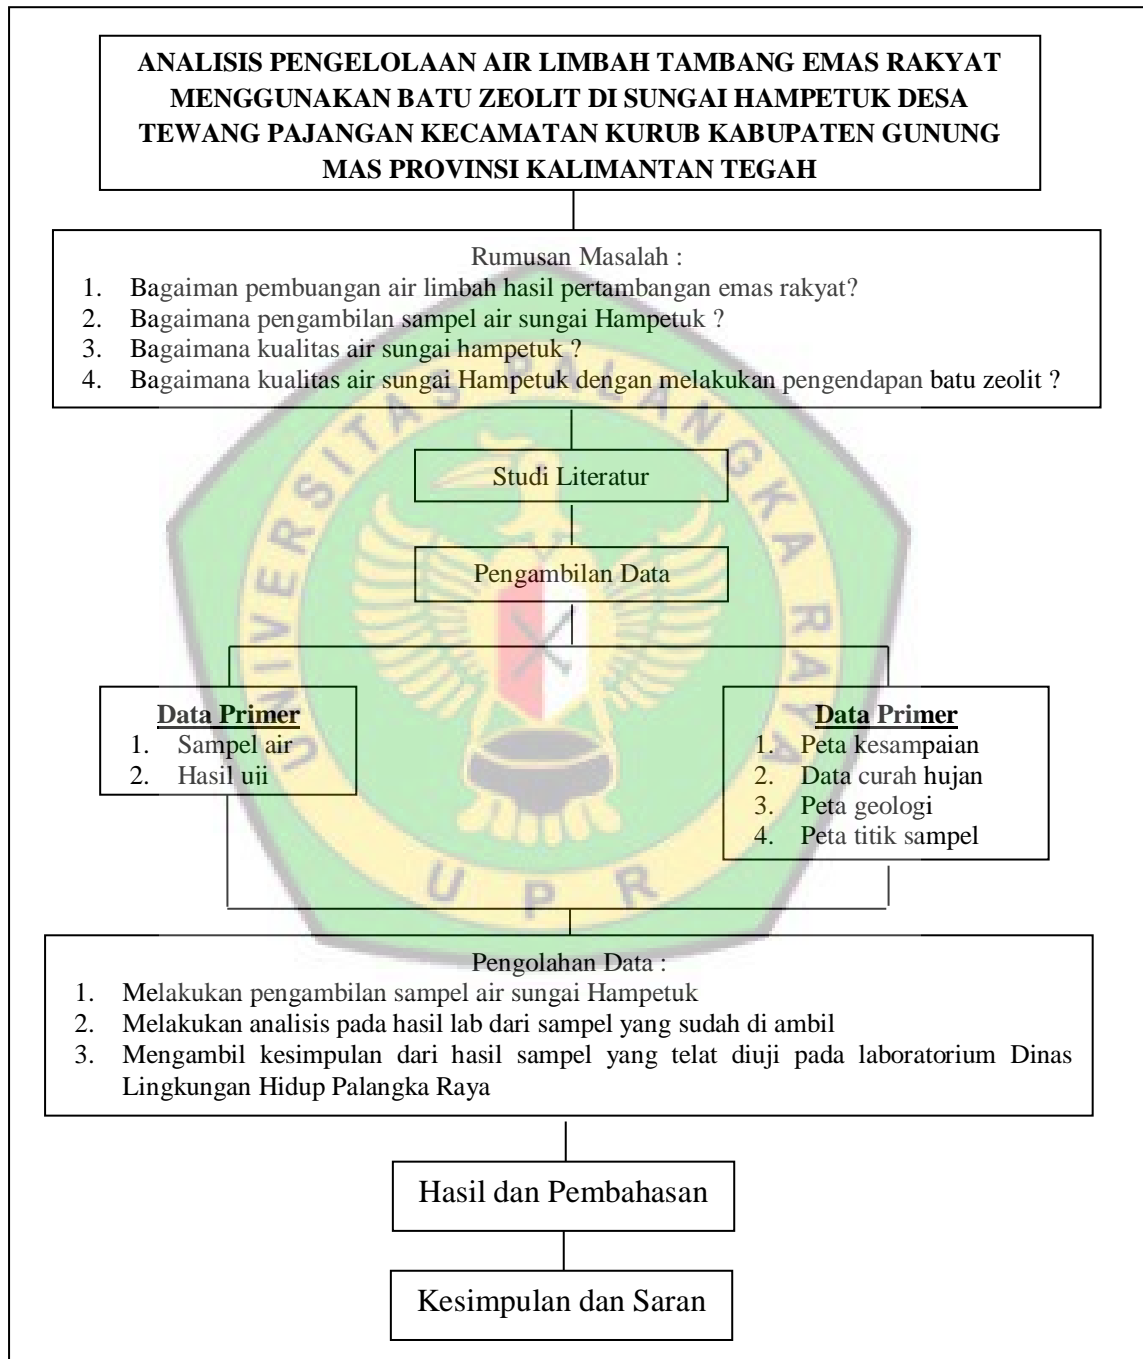 ANALISIS PENGELOLAAN AIR LIMBAH TAMBANG EMAS RAKYAT
MENGGUNAKAN BATU ZEOLIT DI SUNGAI HAMPETUK DESA
TEWANG PAJANGAN KECAMATAN KURUB KABUPATEN GUNUNG
MAS PROVINSI KALIMANTAN TEGAH
Rumusan Masalah :
1. Bagaiman pembuangan air limbah hasil pertambangan emas rakyat?
2. Bagaimana pengambilan sampel air sungai Hampetuk ?
3. Bagaimana kualitas air sungai hampetuk ?
4. Bagaimana kualitas air sungai Hampetuk dengan melakukan pengendapan batu zeolit ?
UNIVERSITAS PALANGKA RAYA
Studi Literatur
Pengambilan Data
Data Primer
1. Sampel air
2. Hasil uji
Data Primer
1. Peta kesampaian
2. Data curah hujan
3. Peta geologi
4. Peta titik sampel
UPR
Pengolahan Data :
1. Melakukan pengambilan sampel air sungai Hampetuk
2. Melakukan analisis pada hasil lab dari sampel yang sudah di ambil
3. Mengambil kesimpulan dari hasil sampel yang telat diuji pada laboratorium Dinas
Lingkungan Hidup Palangka Raya
Hasil dan Pembahasan
Kesimpulan dan Saran